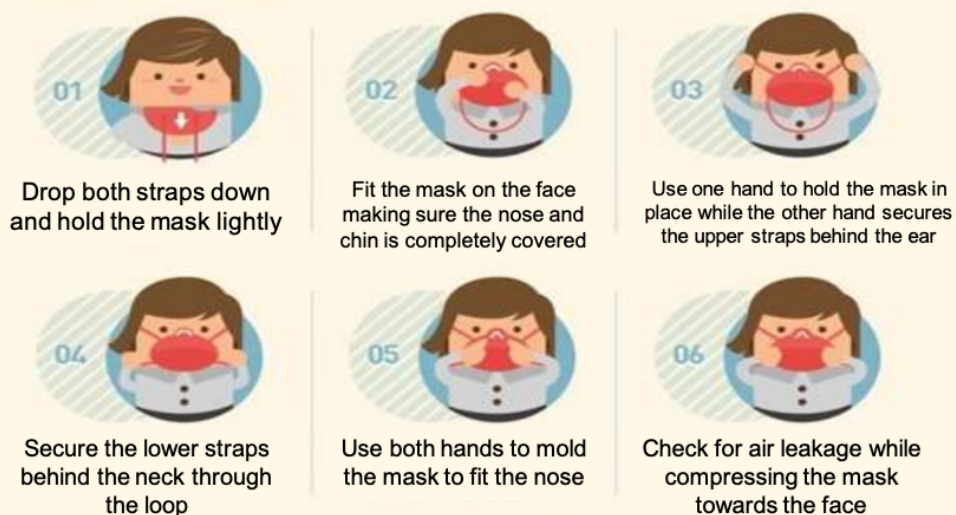 01
Drop both straps down
and hold the mask lightly
02
Fit the mask on the face
making sure the nose and
chin is completely covered
03
Use one hand to hold the mask in
place while the other hand secures
the upper straps behind the ear
04
Secure the lower straps
behind the neck through
the loop
05
Use both hands to mold
the mask to fit the nose
06
Check for air leakage while
compressing the mask
towards the face